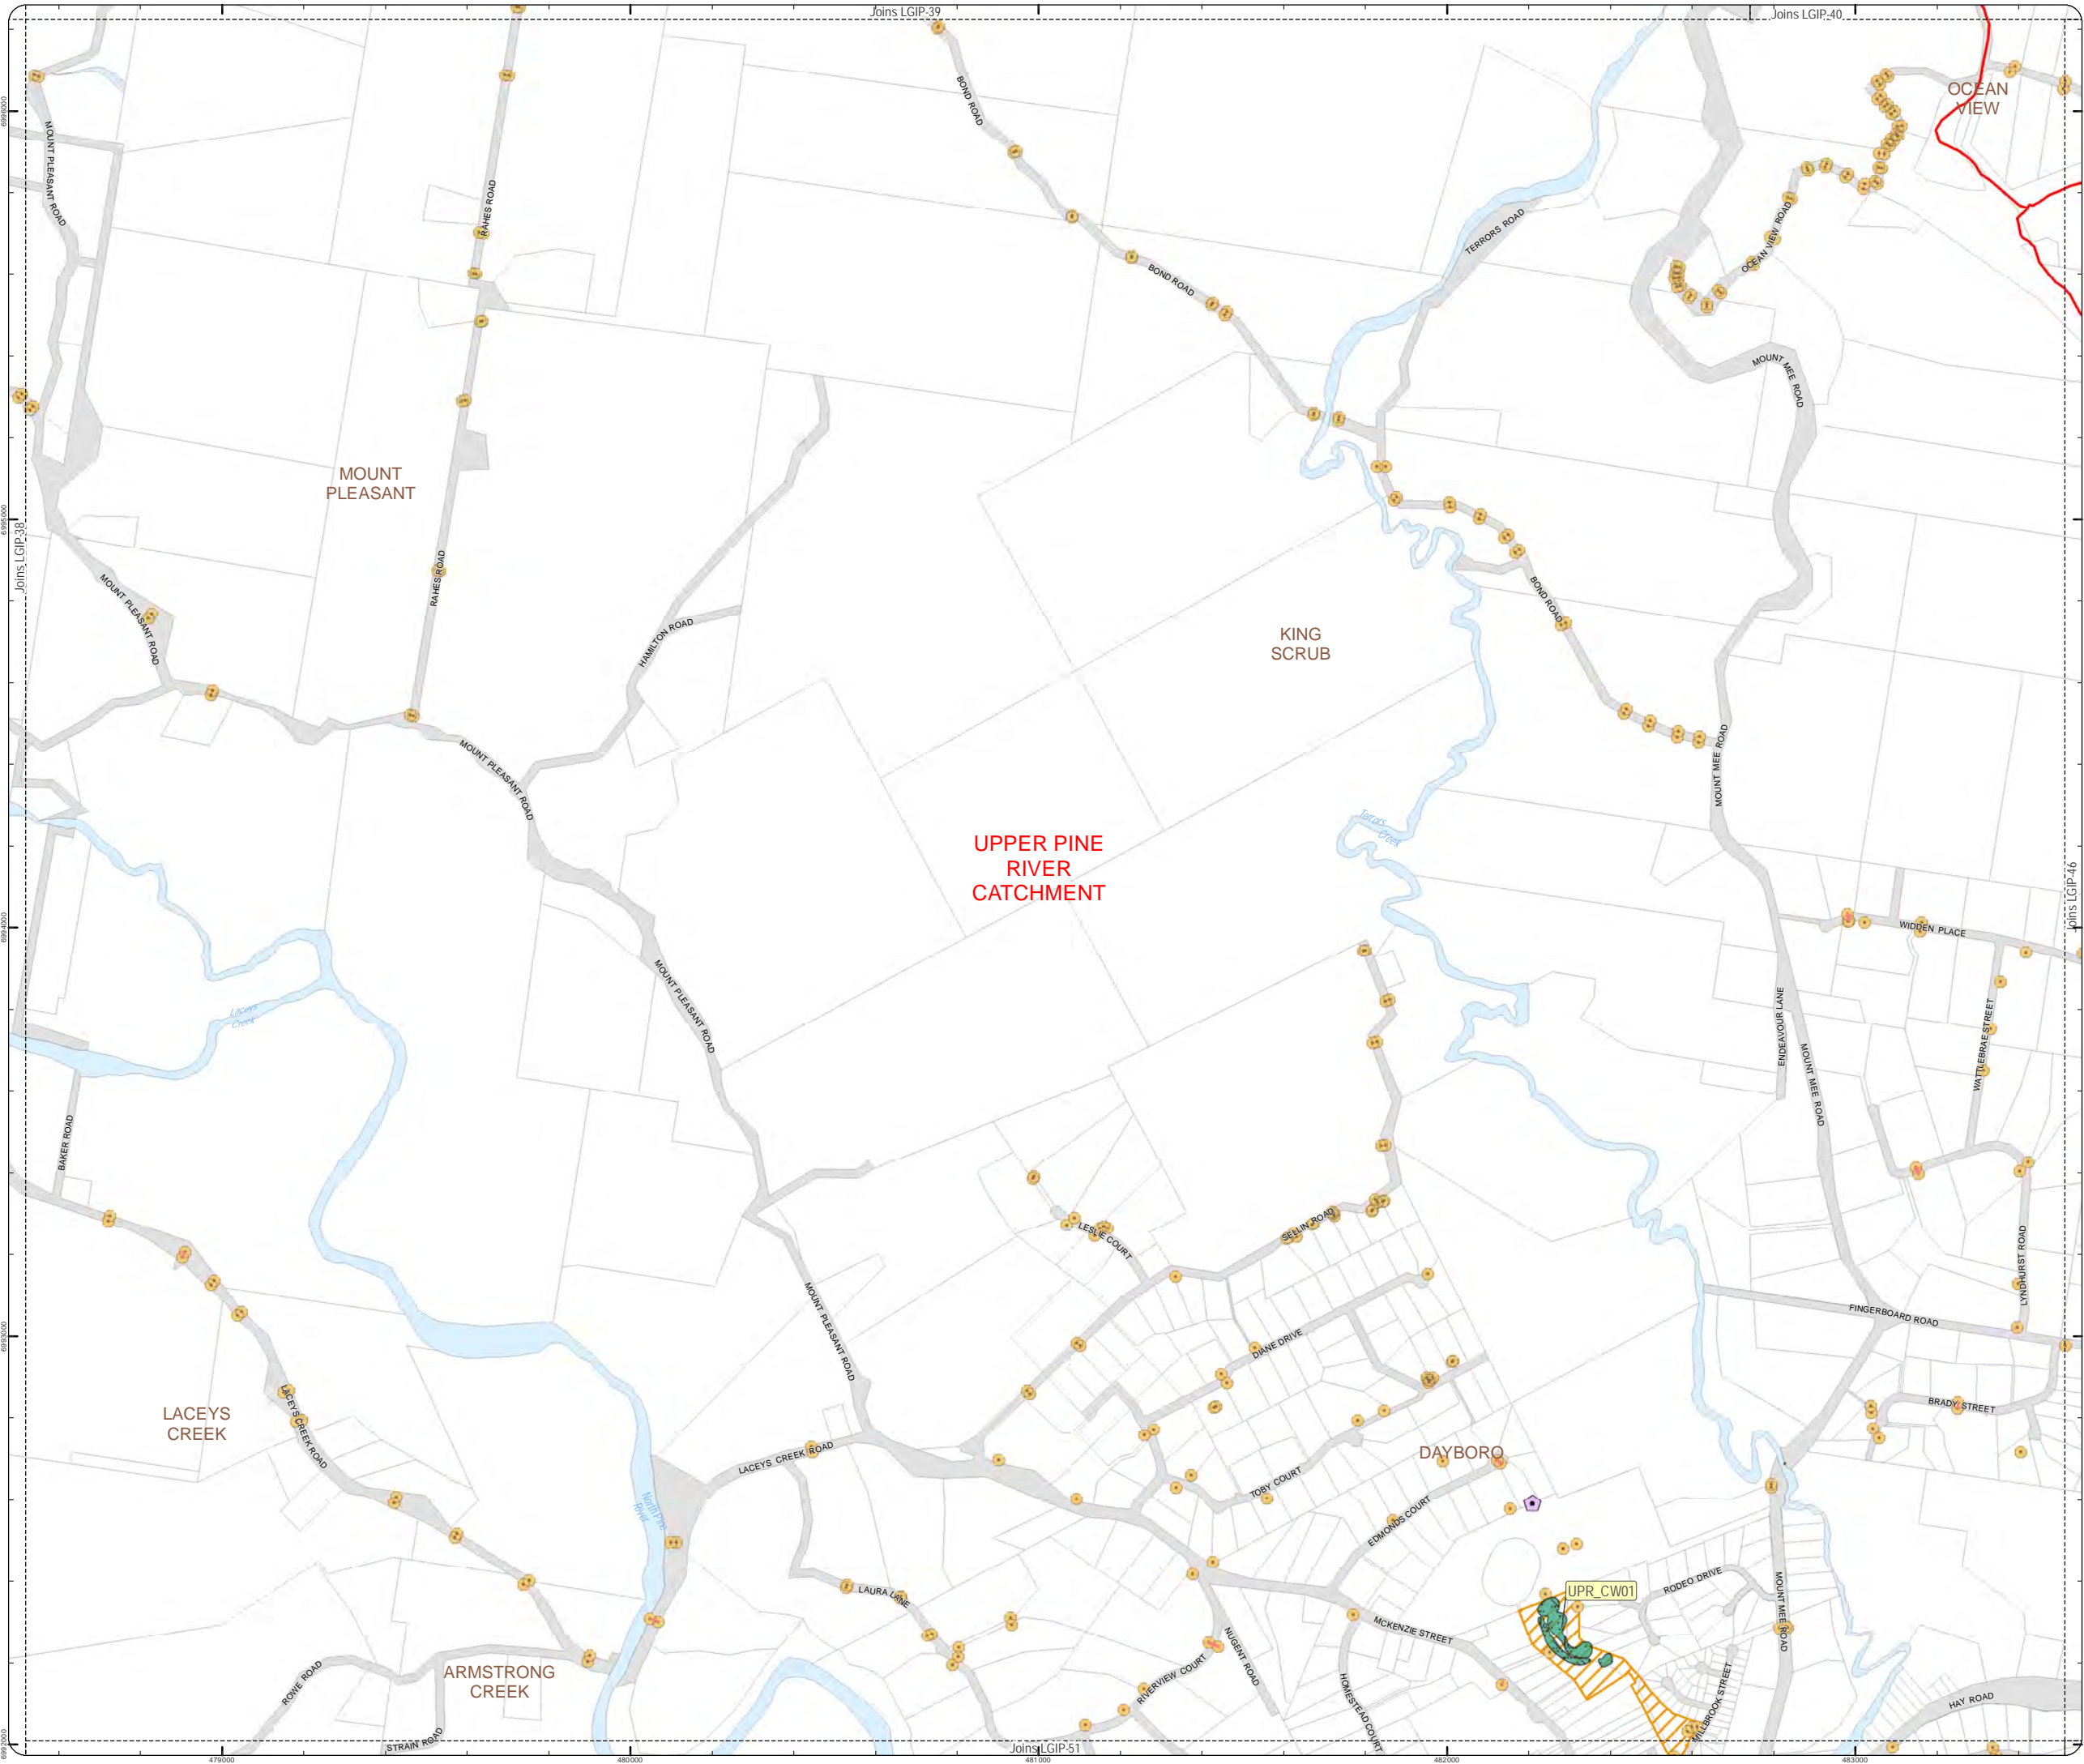 Joins LGIP-39
Joins LGIP-40
OCEAN
VIEW
BOND ROAD
MOUNT PLEASANT ROAD
RAHES ROAD
TERRORS ROAD
OCEAN VIEW ROAD
BOND ROAD
MOUNT MEE ROAD
6996000
MOUNT
PLEASANT
6995000
Joins LGIP-38
RAHES ROAD
MOUNT PLEASANT ROAD
BOND ROAD
HAMILTON ROAD
KING
SCRUB
MOUNT PLEASANT ROAD
MOUNT MEE ROAD
Terrors
Creek
UPPER PINE
RIVER
CATCHMENT
Joins LGIP-46
6994000
WIDDEN PLACE
MOUNT PLEASANT ROAD
Laceys
Creek
ENDEAVOUR LANE
WATTLEBRAE STREET
MOUNT MEE ROAD
BAKER ROAD
LESLIE COURT
SELLIN ROAD
LYNDHURST ROAD
6993000
FINGERBOARD ROAD
MOUNT PLEASANT ROAD
DIANE DRIVE
LACEYS
CREEK
LACEYS CREEK ROAD
BRADY STREET
DAYBORO
LACEYS CREEK ROAD
TOBY COURT
North Pine
River
EDMONDS COURT
UPR_CW01
RODEO DRIVE
LAURA LANE
MOUNT MEE ROAD
MCKENZIE STREET
NUGENT ROAD
ARMSTRONG
CREEK
ROWE ROAD
RIVERVIEW COURT
HOMESTEAD COURT
MILLBROOK STREET
HAY ROAD
STRAIN ROAD
6992000
Joins LGIP-51
479000
480000
481000
482000
483000